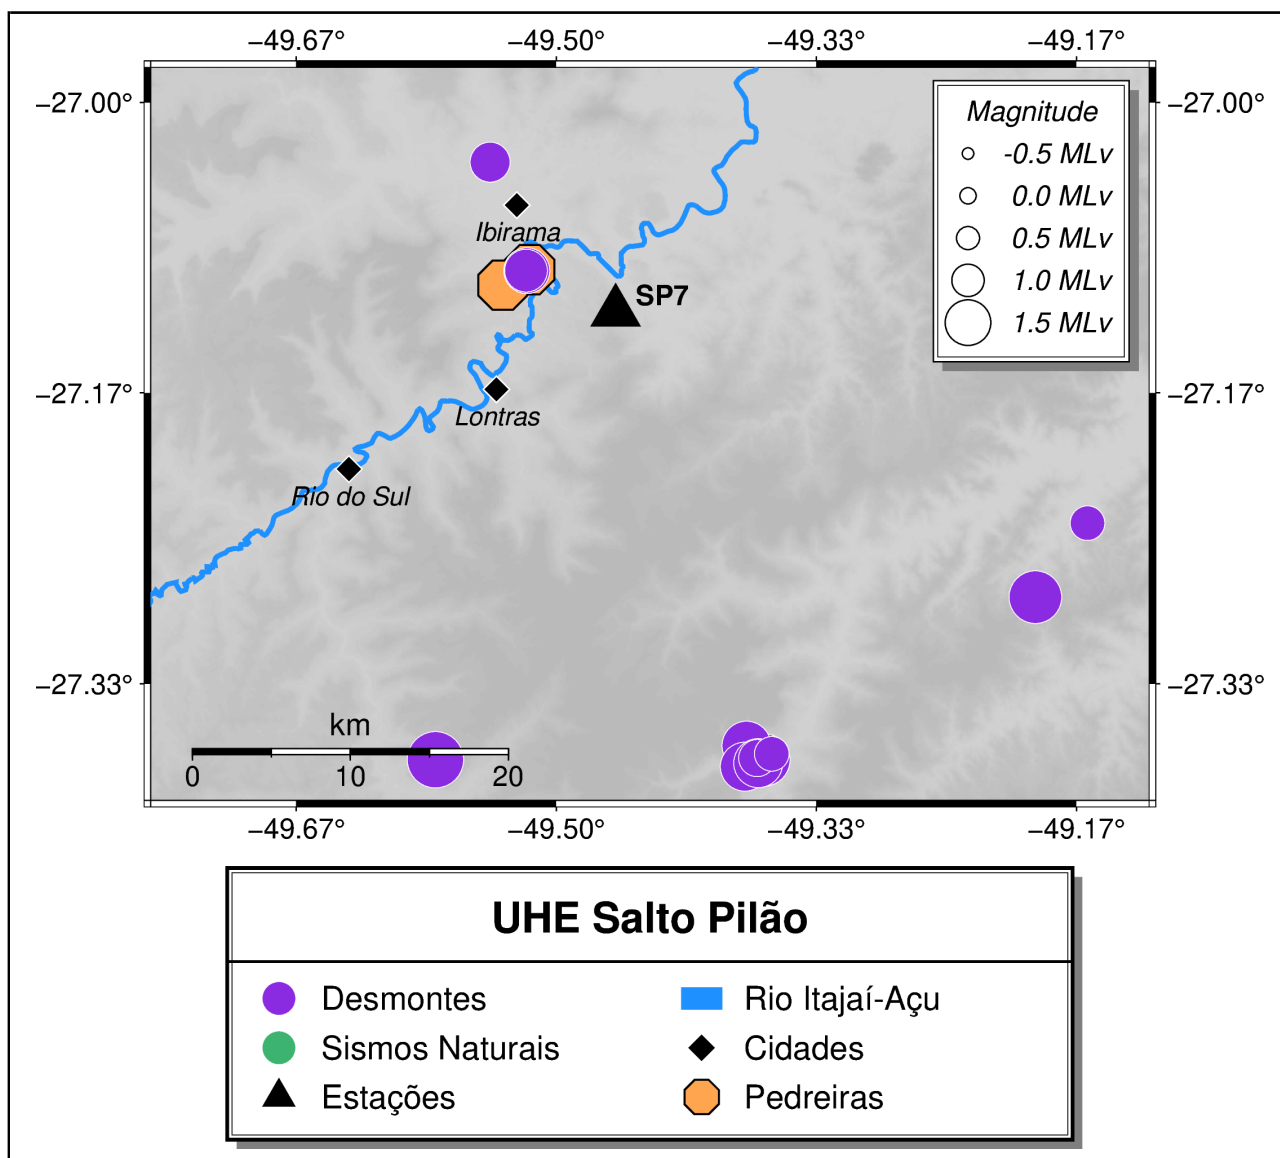 −49.67° −49.50° −49.33° −49.17°
−27.00° −27.00°
Magnitude
-0.5 MLv
0.0 MLv
0.5 MLv
1.0 MLv
1.5 MLv
Ibirama
SP7
−27.17° −27.17°
Lontras
Rio do Sul
−27.33° −27.33°
km
0 10 20
−49.67° −49.50° −49.33° −49.17°
UHE Salto Pilão
Desmontes Rio Itajaí-Açu
Sismos Naturais Cidades
Estações Pedreiras